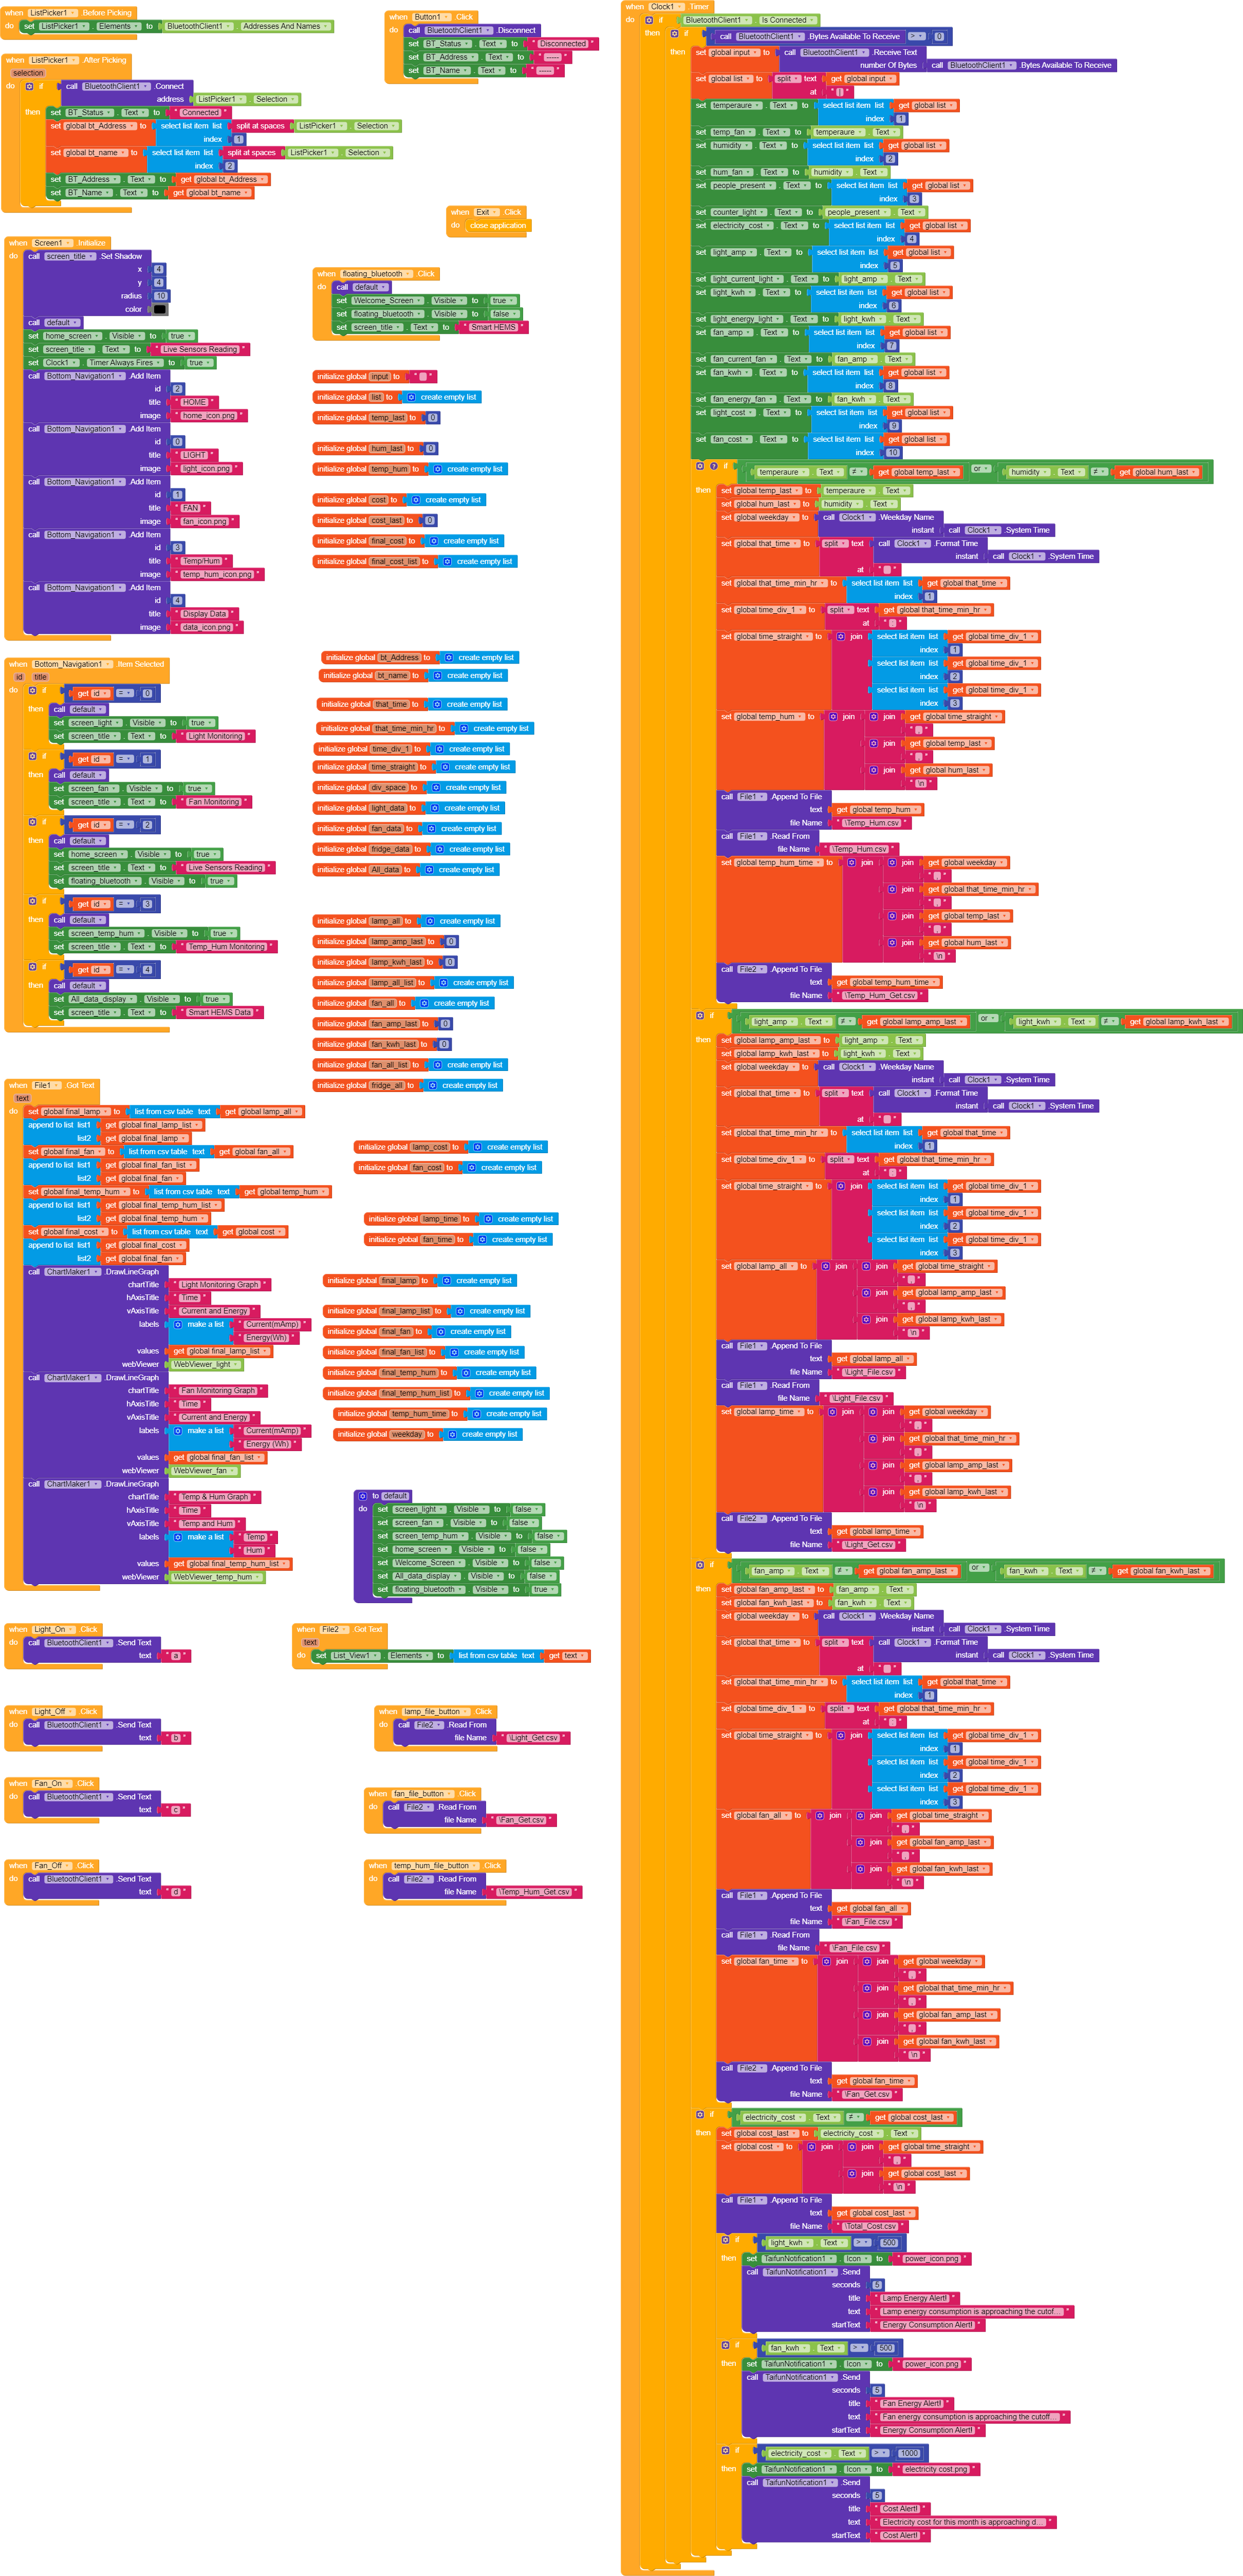 when ListPicker1 .Before Picking
do set ListPicker1 . Elements to BluetoothClient1 . Addresses And Names
when ListPicker1 .After Picking
selection
do if call BluetoothClient1 .Connect
address ListPicker1 . Selection
then set BT_Status . Text to " Connected "
set global bt_Address to select list item list split at spaces ListPicker1 . Selection
index 1
set global bt_name to select list item list split at spaces ListPicker1 . Selection
index 2
set BT_Address . Text to get global bt_Address
set BT_Name . Text to get global bt_name
when Button1 .Click
do call BluetoothClient1 .Disconnect
set BT_Status . Text to " Disconnected "
set BT_Address . Text to " ----- "
set BT_Name . Text to " ----- "
when Exit .Click
do close application
when Screen1 .Initialize
do call screen_title .Set Shadow
x 4
y 4
radius 10
color
call default
set home_screen . Visible to true
set screen_title . Text to " Live Sensors Reading "
set Clock1 . Timer Always Fires to true
call Bottom_Navigation1 .Add Item
id 2
title " HOME "
image " home_icon.png "
call Bottom_Navigation1 .Add Item
id 0
title " LIGHT "
image " light_icon.png "
call Bottom_Navigation1 .Add Item
id 1
title " FAN "
image " fan_icon.png "
call Bottom_Navigation1 .Add Item
id 3
title " Temp/Hum "
image " temp_hum_icon.png "
call Bottom_Navigation1 .Add Item
id 4
title " Display Data "
image " data_icon.png "
when floating_bluetooth .Click
do call default
set Welcome_Screen . Visible to true
set floating_bluetooth . Visible to false
set screen_title . Text to " Smart HEMS "
initialize global input to " "
initialize global list to create empty list
initialize global temp_last to 0
initialize global hum_last to 0
initialize global temp_hum to create empty list
initialize global cost to create empty list
initialize global cost_last to 0
initialize global final_cost to create empty list
initialize global final_cost_list to create empty list
initialize global bt_Address to create empty list
initialize global bt_name to create empty list
initialize global that_time to create empty list
initialize global that_time_min_hr to create empty list
initialize global time_div_1 to create empty list
initialize global time_straight to create empty list
initialize global div_space to create empty list
initialize global light_data to create empty list
initialize global fan_data to create empty list
initialize global fridge_data to create empty list
initialize global All_data to create empty list
initialize global lamp_all to create empty list
initialize global lamp_amp_last to 0
initialize global lamp_kwh_last to 0
initialize global lamp_all_list to create empty list
initialize global fan_all to create empty list
initialize global fan_amp_last to 0
initialize global fan_kwh_last to 0
initialize global fan_all_list to create empty list
initialize global fridge_all to create empty list
initialize global lamp_cost to create empty list
initialize global fan_cost to create empty list
initialize global lamp_time to create empty list
initialize global fan_time to create empty list
initialize global final_lamp to create empty list
initialize global final_lamp_list to create empty list
initialize global final_fan to create empty list
initialize global final_fan_list to create empty list
initialize global final_temp_hum to create empty list
initialize global final_temp_hum_list to create empty list
initialize global temp_hum_time to create empty list
initialize global weekday to create empty list
when Bottom_Navigation1 .Item Selected
id title
do if get id = 0
then call default
set screen_light . Visible to true
set screen_title . Text to " Light Monitoring "
if get id = 1
then call default
set screen_fan . Visible to true
set screen_title . Text to " Fan Monitoring "
if get id = 2
then call default
set home_screen . Visible to true
set screen_title . Text to " Live Sensors Reading "
set floating_bluetooth . Visible to true
if get id = 3
then call default
set screen_temp_hum . Visible to true
set screen_title . Text to " Temp_Hum Monitoring "
if get id = 4
then call default
set All_data_display . Visible to true
set screen_title . Text to " Smart HEMS Data "
when File1 .Got Text
text
do set global final_lamp to list from csv table text get global lamp_all
append to list list1 get global final_lamp_list
list2 get global final_lamp
set global final_fan to list from csv table text get global fan_all
append to list list1 get global final_fan_list
list2 get global final_fan
set global final_temp_hum to list from csv table text get global temp_hum
append to list list1 get global final_temp_hum_list
list2 get global final_temp_hum
set global final_cost to list from csv table text get global cost
append to list list1 get global final_cost
list2 get global final_fan
call ChartMaker1 .DrawLineGraph
chartTitle " Light Monitoring Graph "
hAxisTitle " Time "
vAxisTitle " Current and Energy "
labels make a list " Current(mAmp) "
" Energy(Wh) "
values get global final_lamp_list
webViewer WebViewer_light
call ChartMaker1 .DrawLineGraph
chartTitle " Fan Monitoring Graph "
hAxisTitle " Time "
vAxisTitle " Current and Energy "
labels make a list " Current(mAmp) "
" Energy (Wh) "
values get global final_fan_list
webViewer WebViewer_fan
call ChartMaker1 .DrawLineGraph
chartTitle " Temp & Hum Graph "
hAxisTitle " Time "
vAxisTitle " Temp and Hum "
labels make a list " Temp "
" Hum "
values get global final_temp_hum_list
webViewer WebViewer_temp_hum
to default
do set screen_light . Visible to false
set screen_fan . Visible to false
set screen_temp_hum . Visible to false
set home_screen . Visible to false
set Welcome_Screen . Visible to false
set All_data_display . Visible to false
set floating_bluetooth . Visible to true
when Light_On .Click
do call BluetoothClient1 .Send Text
text " a "
when Light_Off .Click
do call BluetoothClient1 .Send Text
text " b "
when Fan_On .Click
do call BluetoothClient1 .Send Text
text " c "
when Fan_Off .Click
do call BluetoothClient1 .Send Text
text " d "
when File2 .Got Text
text
do set List_View1 . Elements to list from csv table text get text
when lamp_file_button .Click
do call File2 .Read From
file Name " \Light_Get.csv "
when fan_file_button .Click
do call File2 .Read From
file Name " \Fan_Get.csv "
when temp_hum_file_button .Click
do call File2 .Read From
file Name " \Temp_Hum_Get.csv "
when Clock1 .Timer
do if BluetoothClient1 . Is Connected
then if call BluetoothClient1 .Bytes Available To Receive > 0
then set global input to call BluetoothClient1 .Receive Text
number Of Bytes call BluetoothClient1 .Bytes Available To Receive
set global list to split text get global input
at " | "
set temperaure . Text to select list item list get global list
index 1
set temp_fan . Text to temperaure . Text
set humidity . Text to select list item list get global list
index 2
set hum_fan . Text to humidity . Text
set people_present . Text to select list item list get global list
index 3
set counter_light . Text to people_present . Text
set electricity_cost . Text to select list item list get global list
index 4
set light_amp . Text to select list item list get global list
index 5
set light_current_light . Text to light_amp . Text
set light_kwh . Text to select list item list get global list
index 6
set light_energy_light . Text to light_kwh . Text
set fan_amp . Text to select list item list get global list
index 7
set fan_current_fan . Text to fan_amp . Text
set fan_kwh . Text to select list item list get global list
index 8
set fan_energy_fan . Text to fan_kwh . Text
set light_cost . Text to select list item list get global list
index 9
set fan_cost . Text to select list item list get global list
index 10
if temperaure . Text ≠ get global temp_last or humidity . Text ≠ get global hum_last
then set global temp_last to temperaure . Text
set global hum_last to humidity . Text
set global weekday to call Clock1 .Weekday Name
instant call Clock1 .System Time
set global that_time to split text call Clock1 .Format Time
instant call Clock1 .System Time
at " "
set global that_time_min_hr to select list item list get global that_time
index 1
set global time_div_1 to split text get global that_time_min_hr
at " : "
set global time_straight to join select list item list get global time_div_1
index 1
select list item list get global time_div_1
index 2
select list item list get global time_div_1
index 3
set global temp_hum to join join get global time_straight
" , "
join get global temp_last
" , "
join get global hum_last
" \n "
call File1 .Append To File
text get global temp_hum
file Name " \Temp_Hum.csv "
call File1 .Read From
file Name " \Temp_Hum.csv "
set global temp_hum_time to join join get global weekday
" , "
join get global that_time_min_hr
" , "
join get global temp_last
" , "
join get global hum_last
" \n "
call File2 .Append To File
text get global temp_hum_time
file Name " \Temp_Hum_Get.csv "
if light_amp . Text ≠ get global lamp_amp_last or light_kwh . Text ≠ get global lamp_kwh_last
then set global lamp_amp_last to light_amp . Text
set global lamp_kwh_last to light_kwh . Text
set global weekday to call Clock1 .Weekday Name
instant call Clock1 .System Time
set global that_time to split text call Clock1 .Format Time
instant call Clock1 .System Time
at " "
set global that_time_min_hr to select list item list get global that_time
index 1
set global time_div_1 to split text get global that_time_min_hr
at " : "
set global time_straight to join select list item list get global time_div_1
index 1
select list item list get global time_div_1
index 2
select list item list get global time_div_1
index 3
set global lamp_all to join join get global time_straight
" , "
join get global lamp_amp_last
" , "
join get global lamp_kwh_last
" \n "
call File1 .Append To File
text get global lamp_all
file Name " \Light_File.csv "
call File1 .Read From
file Name " \Light_File.csv "
set global lamp_time to join join get global weekday
" , "
join get global that_time_min_hr
" , "
join get global lamp_amp_last
" , "
join get global lamp_kwh_last
" \n "
call File2 .Append To File
text get global lamp_time
file Name " \Light_Get.csv "
if fan_amp . Text ≠ get global fan_amp_last or fan_kwh . Text ≠ get global fan_kwh_last
then set global fan_amp_last to fan_amp . Text
set global fan_kwh_last to fan_kwh . Text
set global weekday to call Clock1 .Weekday Name
instant call Clock1 .System Time
set global that_time to split text call Clock1 .Format Time
instant call Clock1 .System Time
at " "
set global that_time_min_hr to select list item list get global that_time
index 1
set global time_div_1 to split text get global that_time_min_hr
at " : "
set global time_straight to join select list item list get global time_div_1
index 1
select list item list get global time_div_1
index 2
select list item list get global time_div_1
index 3
set global fan_all to join join get global time_straight
" , "
join get global fan_amp_last
" , "
join get global fan_kwh_last
" \n "
call File1 .Append To File
text get global fan_all
file Name " \Fan_File.csv "
call File1 .Read From
file Name " \Fan_File.csv "
set global fan_time to join join get global weekday
" , "
join get global that_time_min_hr
" , "
join get global fan_amp_last
" , "
join get global fan_kwh_last
" \n "
call File2 .Append To File
text get global fan_time
file Name " \Fan_Get.csv "
if electricity_cost . Text ≠ get global cost_last
then set global cost_last to electricity_cost . Text
set global cost to join join get global time_straight
" , "
join get global cost_last
" \n "
call File1 .Append To File
text get global cost_last
file Name " \Total_Cost.csv "
if light_kwh . Text > 500
then set TaifunNotification1 . Icon to " power_icon.png "
call TaifunNotification1 .Send
seconds 5
title " Lamp Energy Alert! "
text " Lamp energy consumption is approaching the cutof... "
startText " Energy Consumption Alert! "
if fan_kwh . Text > 500
then set TaifunNotification1 . Icon to " power_icon.png "
call TaifunNotification1 .Send
seconds 5
title " Fan Energy Alert! "
text " Fan energy consumption is approaching the cutoff... "
startText " Energy Consumption Alert! "
if electricity_cost . Text > 1000
then set TaifunNotification1 . Icon to " electricity cost.png "
call TaifunNotification1 .Send
seconds 5
title " Cost Alert! "
text " Electricity cost for this month is approaching d... "
startText " Cost Alert! "